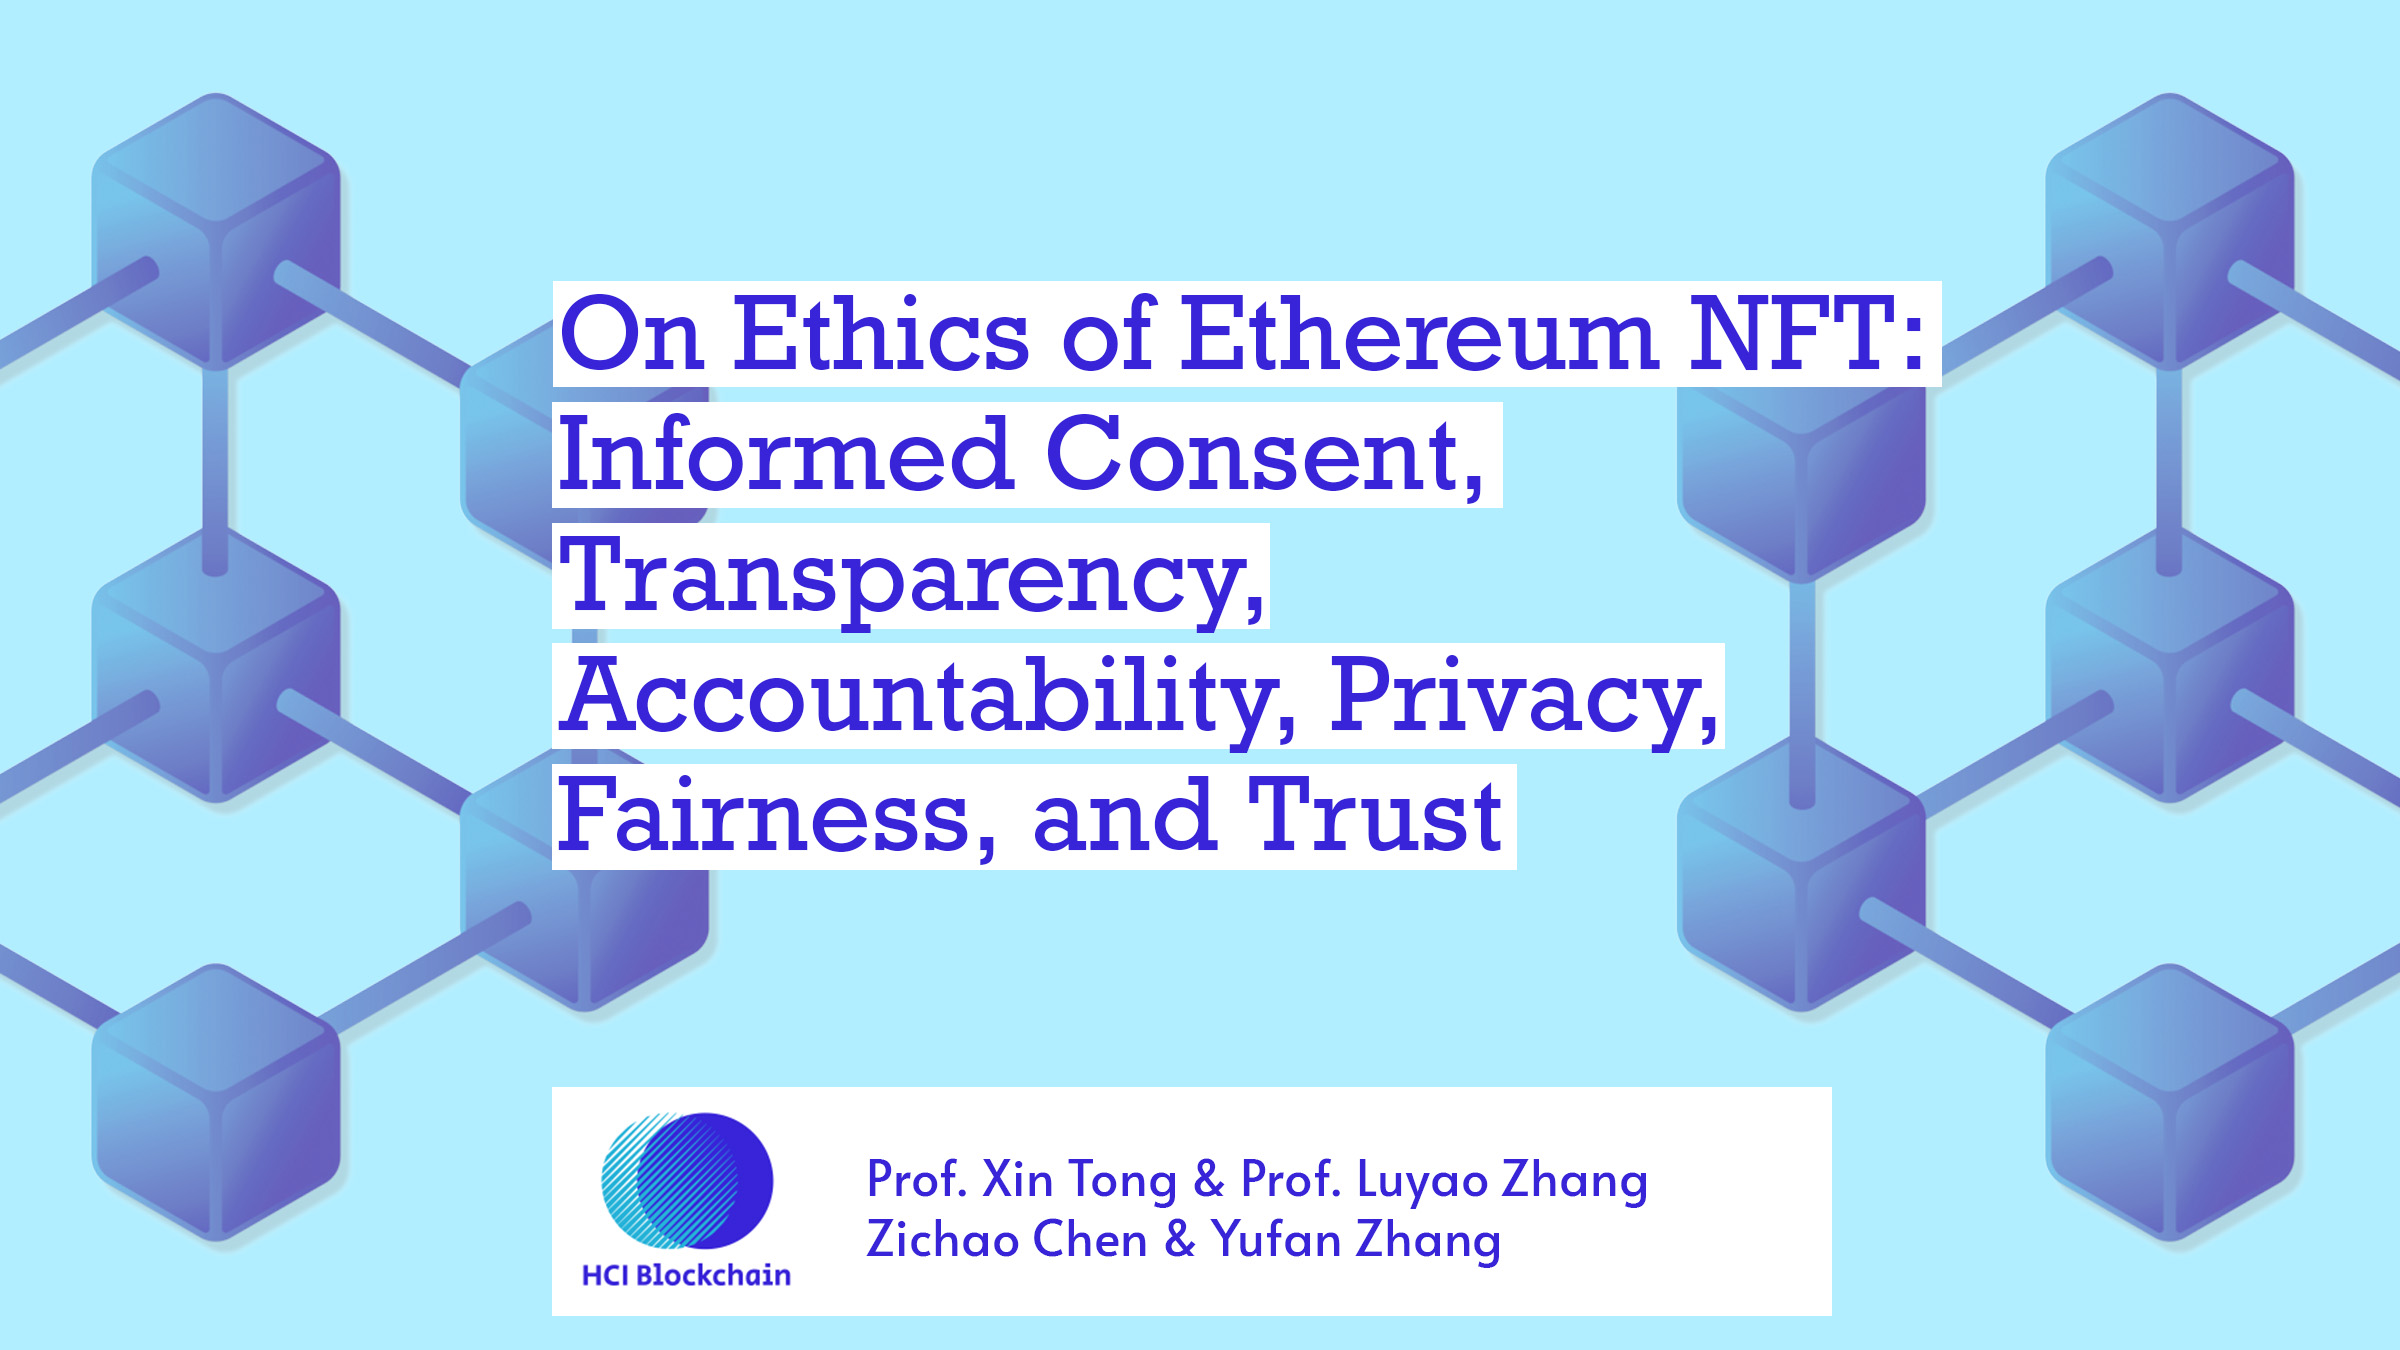 On Ethics of Ethereum NFT:
Informed Consent,
Transparency,
Accountability, Privacy,
Fairness, and Trust
HCI Blockchain
Prof. Xin Tong & Prof. Luyao Zhang
Zichao Chen & Yufan Zhang